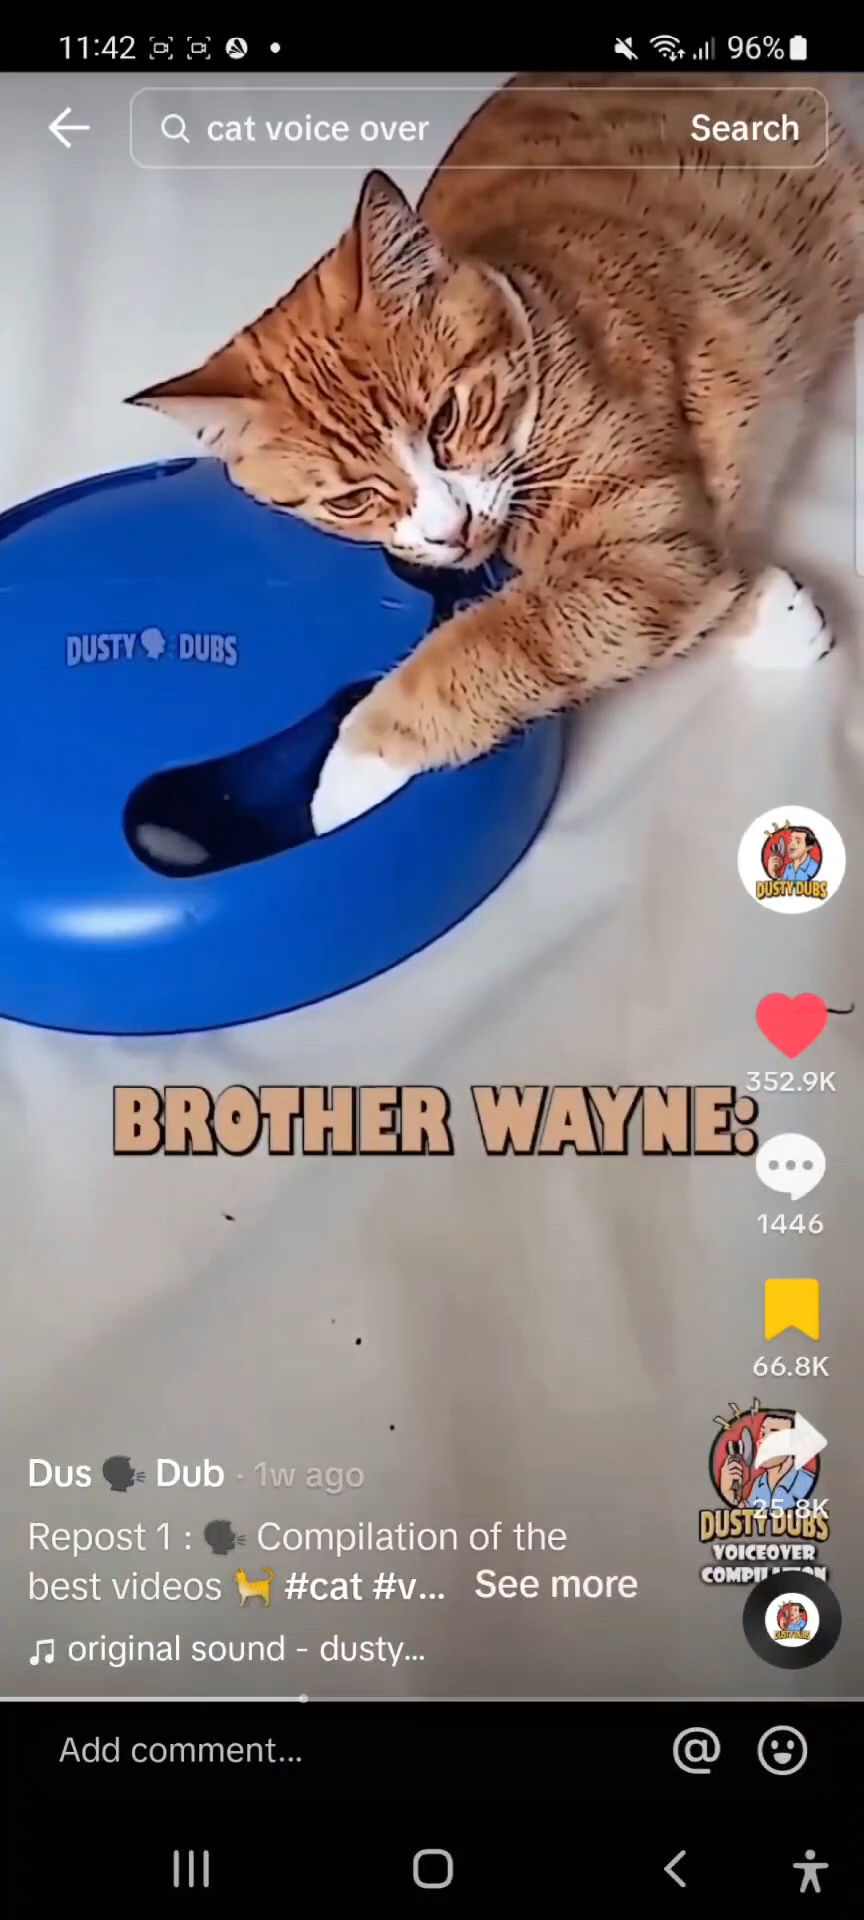 11:42
96%
cat voice over
Search
DUSTY DUBS
DUSTY DUBS
BROTHER WAYNE:
352.9K
1446
66.8K
25.8K
Dus Dub · 1w ago
Repost 1 : Compilation of the
best videos #cat #v... See more
DUSTY DUBS
VOICEOVER
original sound - dusty...
Add comment...
@